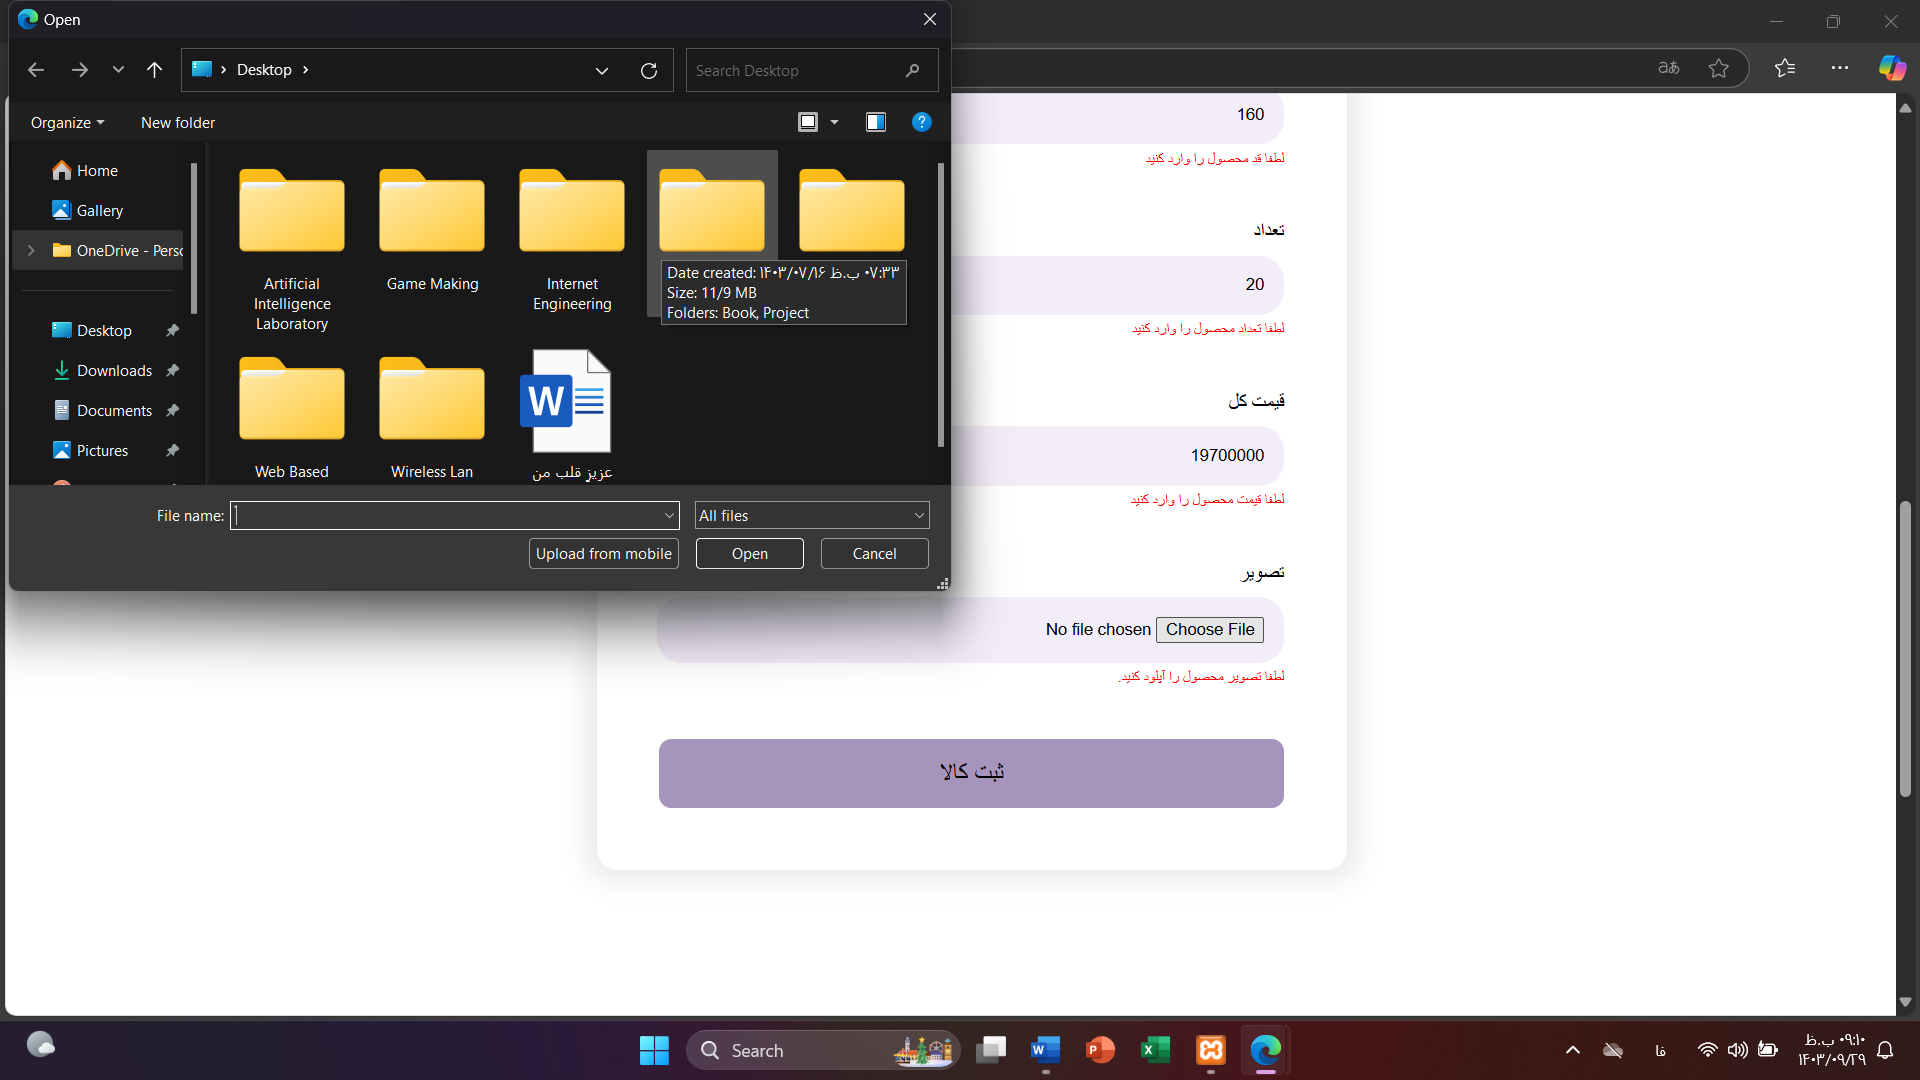 Open
Desktop
Search Desktop
Organize
New folder
Home
Gallery
OneDrive - Perso
Desktop
Downloads
Documents
Pictures
Artificial
Intelligence
Laboratory
Game Making
Internet
Engineering
Date created: ۱۴۰۳/۰۷/۱۶ ب.ظ ۰۷:۳۳
Size: 11/9 MB
Folders: Book, Project
Web Based
Wireless Lan
عزیز قلب من
File name:
All files
Upload from mobile
Open
Cancel
160
لطفا قد محصول را وارد کنید
تعداد
20
لطفا تعداد محصول را وارد کنید
قیمت کل
19700000
لطفا قیمت محصول را وارد کنید
تصویر
Choose File No file chosen
لطفا تصویر محصول را آپلود کنید.
ثبت کالا
Search
فا
۰۹:۱۰ ب.ظ
۱۴۰۳/۰۹/۲۹